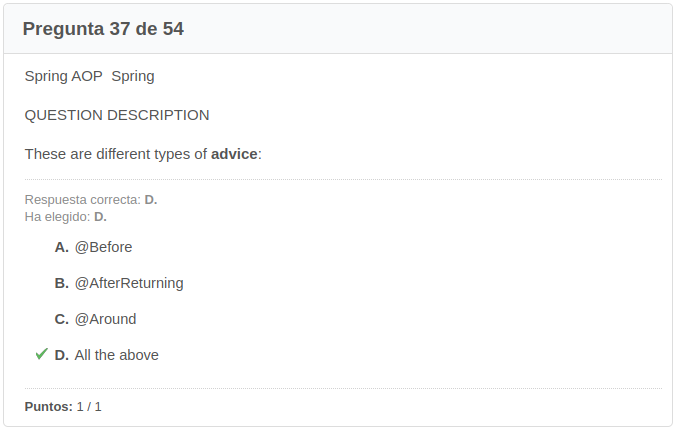 Pregunta 37 de 54
Spring AOP  Spring
QUESTION DESCRIPTION
These are different types of advice:
Respuesta correcta: D.
Ha elegido: D.
A. @Before
B. @AfterReturning
C. @Around
D. All the above
Puntos: 1 / 1